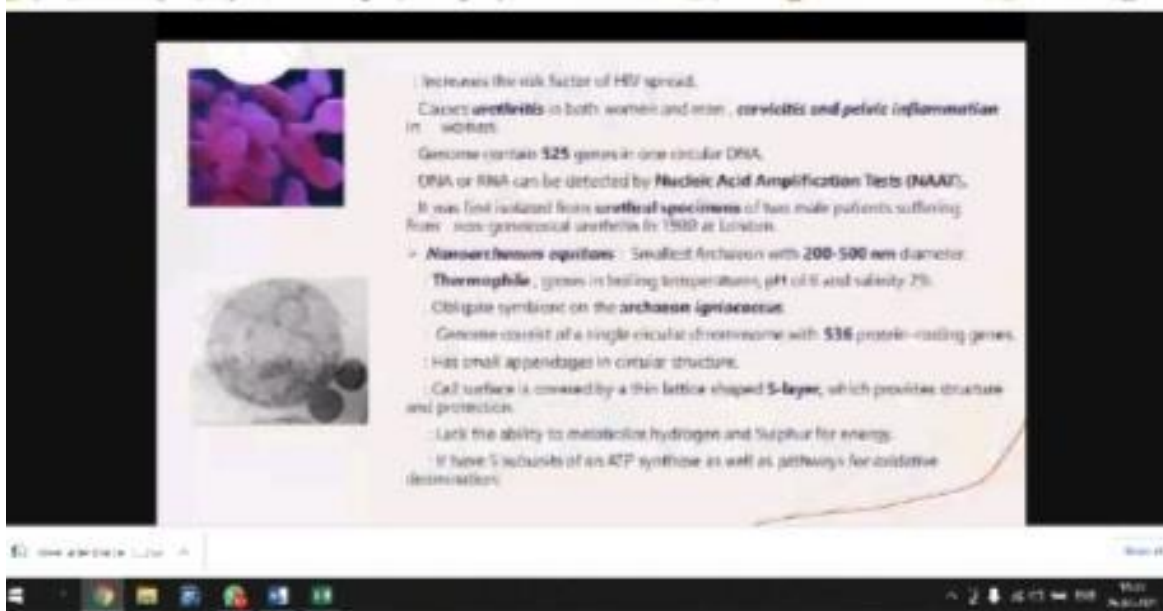 Increases the risk factor of HIV spread.
Causes urethritis in both women and men , cervicitis and pelvic inflammation
in woman
Genome contain 525 genes in one circular DNA.
DNA or RNA can be detected by Nucleic Acid Amplification Tests (NAAT).
It was first isolated from urethral specimens of two male patients suffering
from non-gonococcal urethritis in 1980 at London.
Nanoarchaeum equitans : Smallest Archaeon with 200-500 nm diameter.
Thermophile , grows in boiling temperatures, pH of 6 and salinity 2%.
Obligate symbiont on the archaeon ignicoccus
Genome consist of a single circular chromosome with 536 protein-coding genes.
Has small appendages in circular structure.
Cell surface is covered by a thin lattice shaped S-layer, which provides structure
and protection.
Lack the ability to metabolize hydrogen and Sulphur for energy.
It have 5 subunits of an ATP synthase as well as pathways for oxidative
deamination.